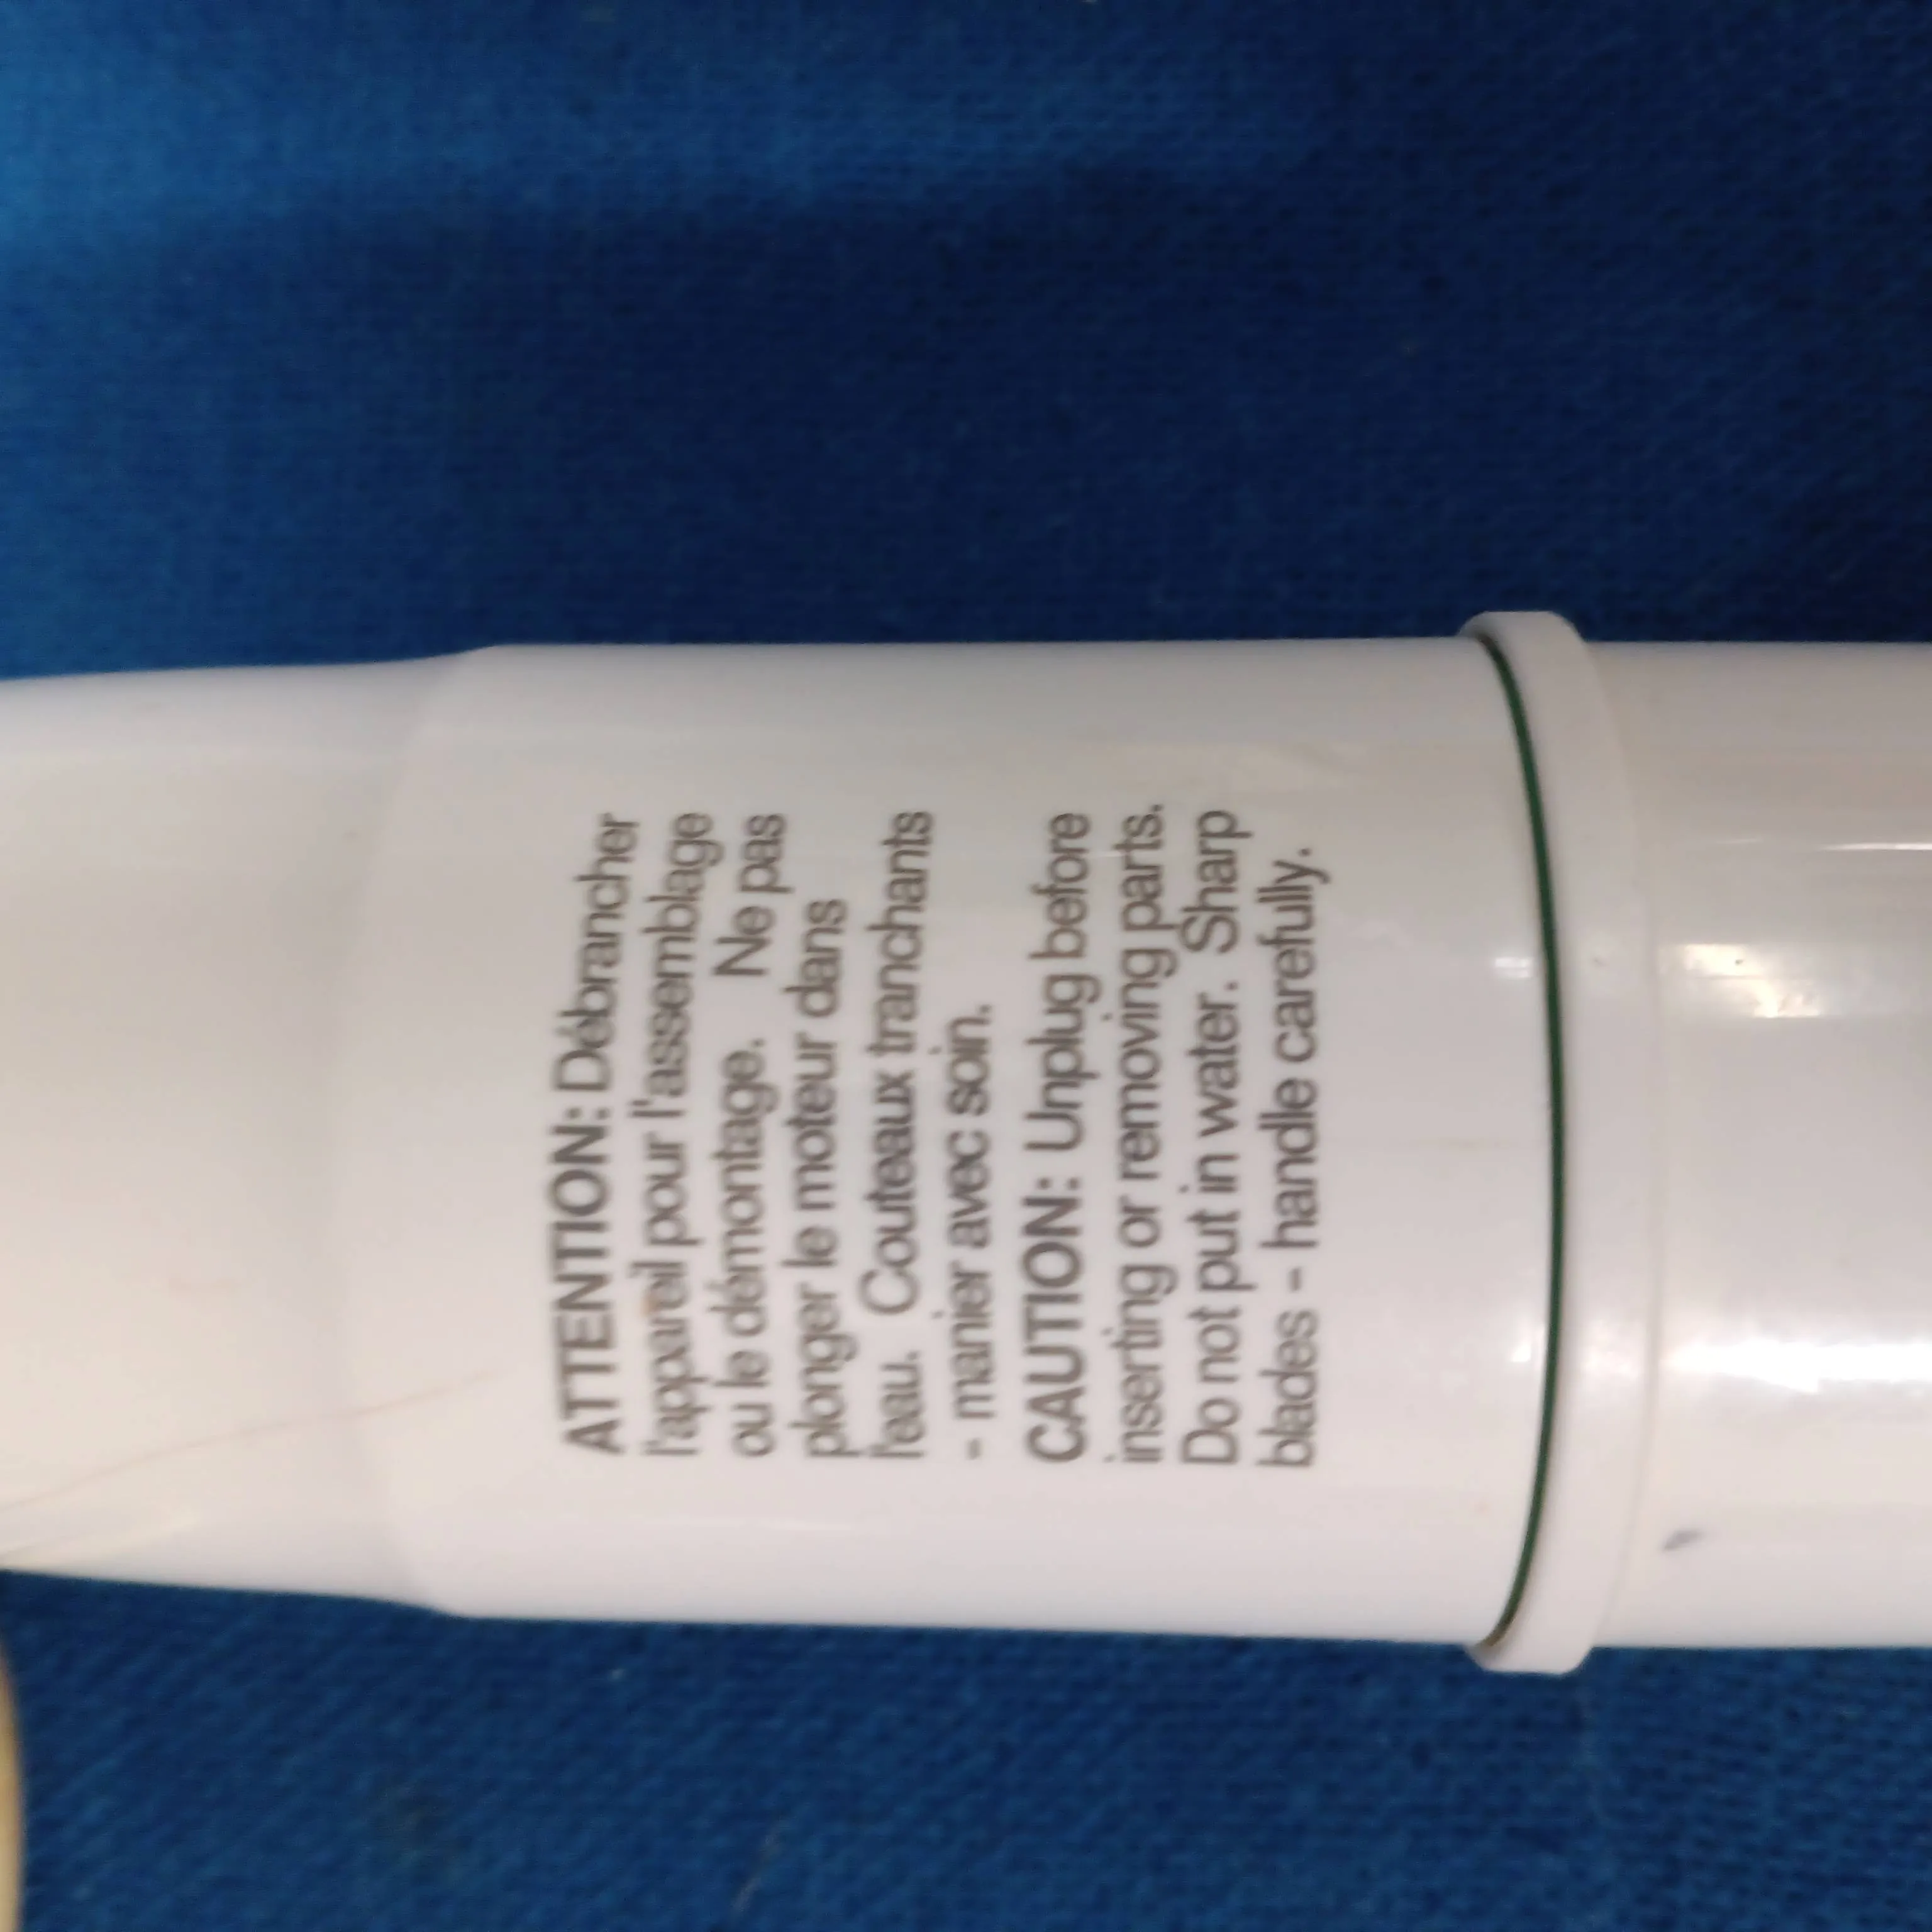 ATTENTION: Débrancher
l'appareil pour l'assemblage
ou le démontage. Ne pas
plonger le moteur dans
l'eau. Couteaux tranchants
- manier avec soin.
CAUTION: Unplug before
inserting or removing parts.
Do not put in water. Sharp
blades - handle carefully.